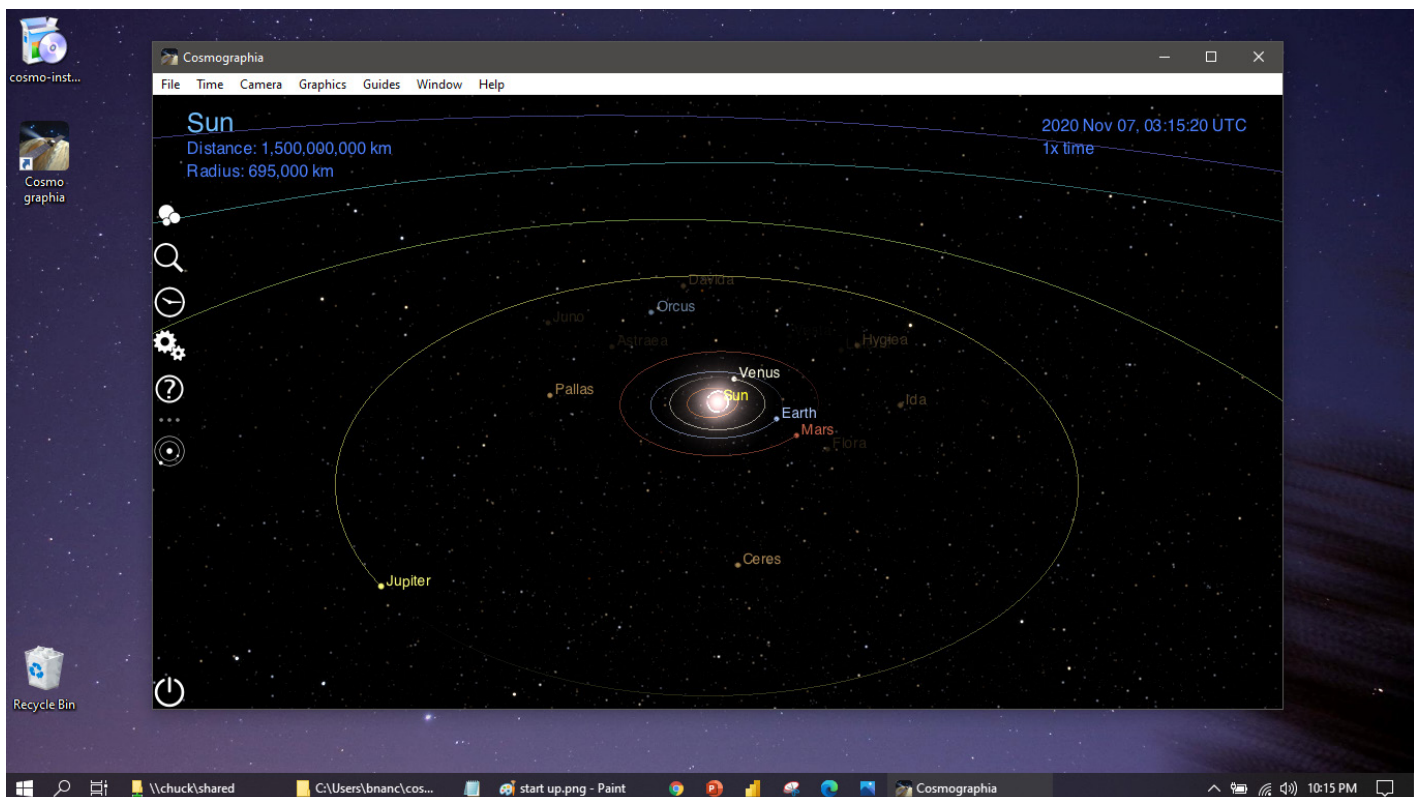 cosmo-inst...
Cosmo
graphia
Recycle Bin
Cosmographia
File Time Camera Graphics Guides Window Help
Sun
Distance: 1,500,000,000 km
Radius: 695,000 km
2020 Nov 07, 03:15:20 UTC
1x time
Davida
Orcus
Juno
Astraea
Hygiea
Venus
Pallas
Sun
Ida
Earth
Mars
Flora
Ceres
Jupiter
\\chuck\shared
C:\Users\bnanc\cos...
start up.png - Paint
Cosmographia
10:15 PM